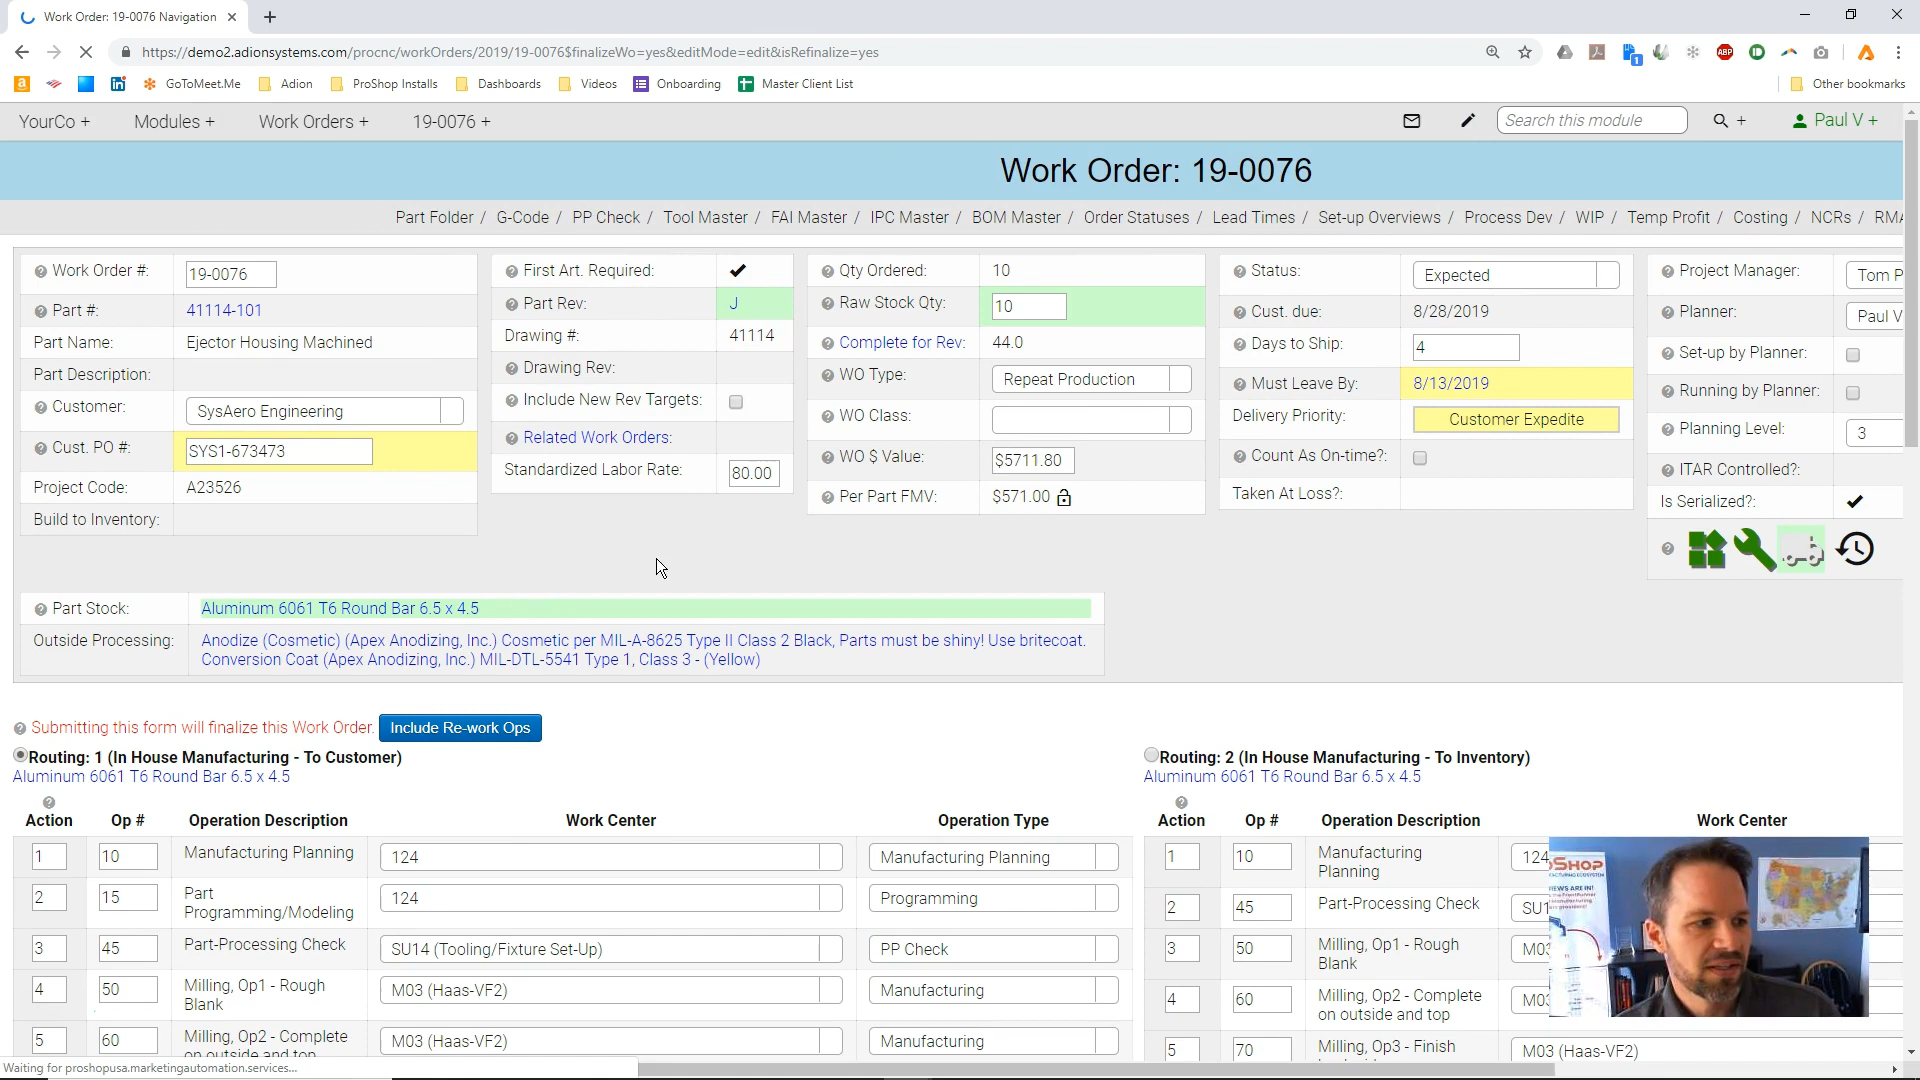 Work Order: 19-0076 Navigation
https://demo2.adionsystems.com/procnc/workOrders/2019/19-0076$finalizeWo=yes&editMode=edit&isRefinalize=yes
GoToMeet.Me Adion ProShop Installs Dashboards Videos Onboarding Master Client List Other bookmarks
YourCo + Modules + Work Orders + 19-0076 + Search this module + Paul V +
Work Order: 19-0076
Part Folder / G-Code / PP Check / Tool Master / FAI Master / IPC Master / BOM Master / Order Statuses / Lead Times / Set-up Overviews / Process Dev / WIP / Temp Profit / Costing / NCRs / RMA
Work Order #: 19-0076
Part #: 41114-101
Part Name: Ejector Housing Machined
Part Description:
Customer: SysAero Engineering
Cust. PO #: SYS1-673473
Project Code: A23526
Build to Inventory:
First Art. Required:
Part Rev: J
Drawing #: 41114
Drawing Rev:
Include New Rev Targets:
Related Work Orders:
Standardized Labor Rate: 80.00
Qty Ordered: 10
Raw Stock Qty: 10
Complete for Rev: 44.0
WO Type: Repeat Production
WO Class:
WO $ Value: $5711.80
Per Part FMV: $571.00
Status: Expected
Cust. due: 8/28/2019
Days to Ship: 4
Must Leave By: 8/13/2019
Delivery Priority: Customer Expedite
Count As On-time?:
Taken At Loss?:
Project Manager: Tom P
Planner: Paul V
Set-up by Planner:
Running by Planner:
Planning Level: 3
ITAR Controlled?:
Is Serialized?:
Part Stock: Aluminum 6061 T6 Round Bar 6.5 x 4.5
Outside Processing: Anodize (Cosmetic) (Apex Anodizing, Inc.) Cosmetic per MIL-A-8625 Type II Class 2 Black, Parts must be shiny! Use britecoat.
Conversion Coat (Apex Anodizing, Inc.) MIL-DTL-5541 Type 1, Class 3 - (Yellow)
Submitting this form will finalize this Work Order. Include Re-work Ops
Routing: 1 (In House Manufacturing - To Customer)
Aluminum 6061 T6 Round Bar 6.5 x 4.5
Action Op # Operation Description Work Center Operation Type
1 10 Manufacturing Planning 124 Manufacturing Planning
2 15 Part Programming/Modeling 124 Programming
3 45 Part-Processing Check SU14 (Tooling/Fixture Set-Up) PP Check
4 50 Milling, Op1 - Rough Blank M03 (Haas-VF2) Manufacturing
5 60 Milling, Op2 - Complete on outside and top M03 (Haas-VF2) Manufacturing
Routing: 2 (In House Manufacturing - To Inventory)
Aluminum 6061 T6 Round Bar 6.5 x 4.5
Action Op # Operation Description Work Center
1 10 Manufacturing Planning 124
2 45 Part-Processing Check SU1
3 50 Milling, Op1 - Rough Blank M03
4 60 Milling, Op2 - Complete on outside and top M03
5 70 Milling, Op3 - Finish M03 (Haas-VF2)
Waiting for proshopusa.marketingautomation.services...